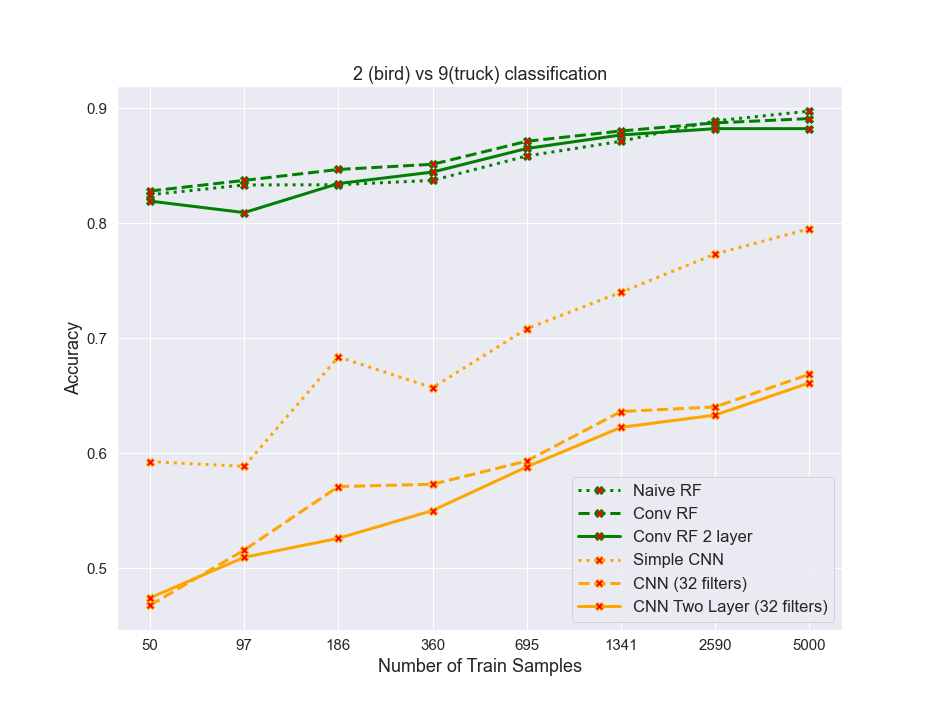 2 (bird) vs 9(truck) classification
0.9
0.8
0.7
0.6
0.5
Accuracy
Naive RF
Conv RF
Conv RF 2 layer
Simple CNN
CNN (32 filters)
CNN Two Layer (32 filters)
50 97 186 360 695 1341 2590 5000
Number of Train Samples